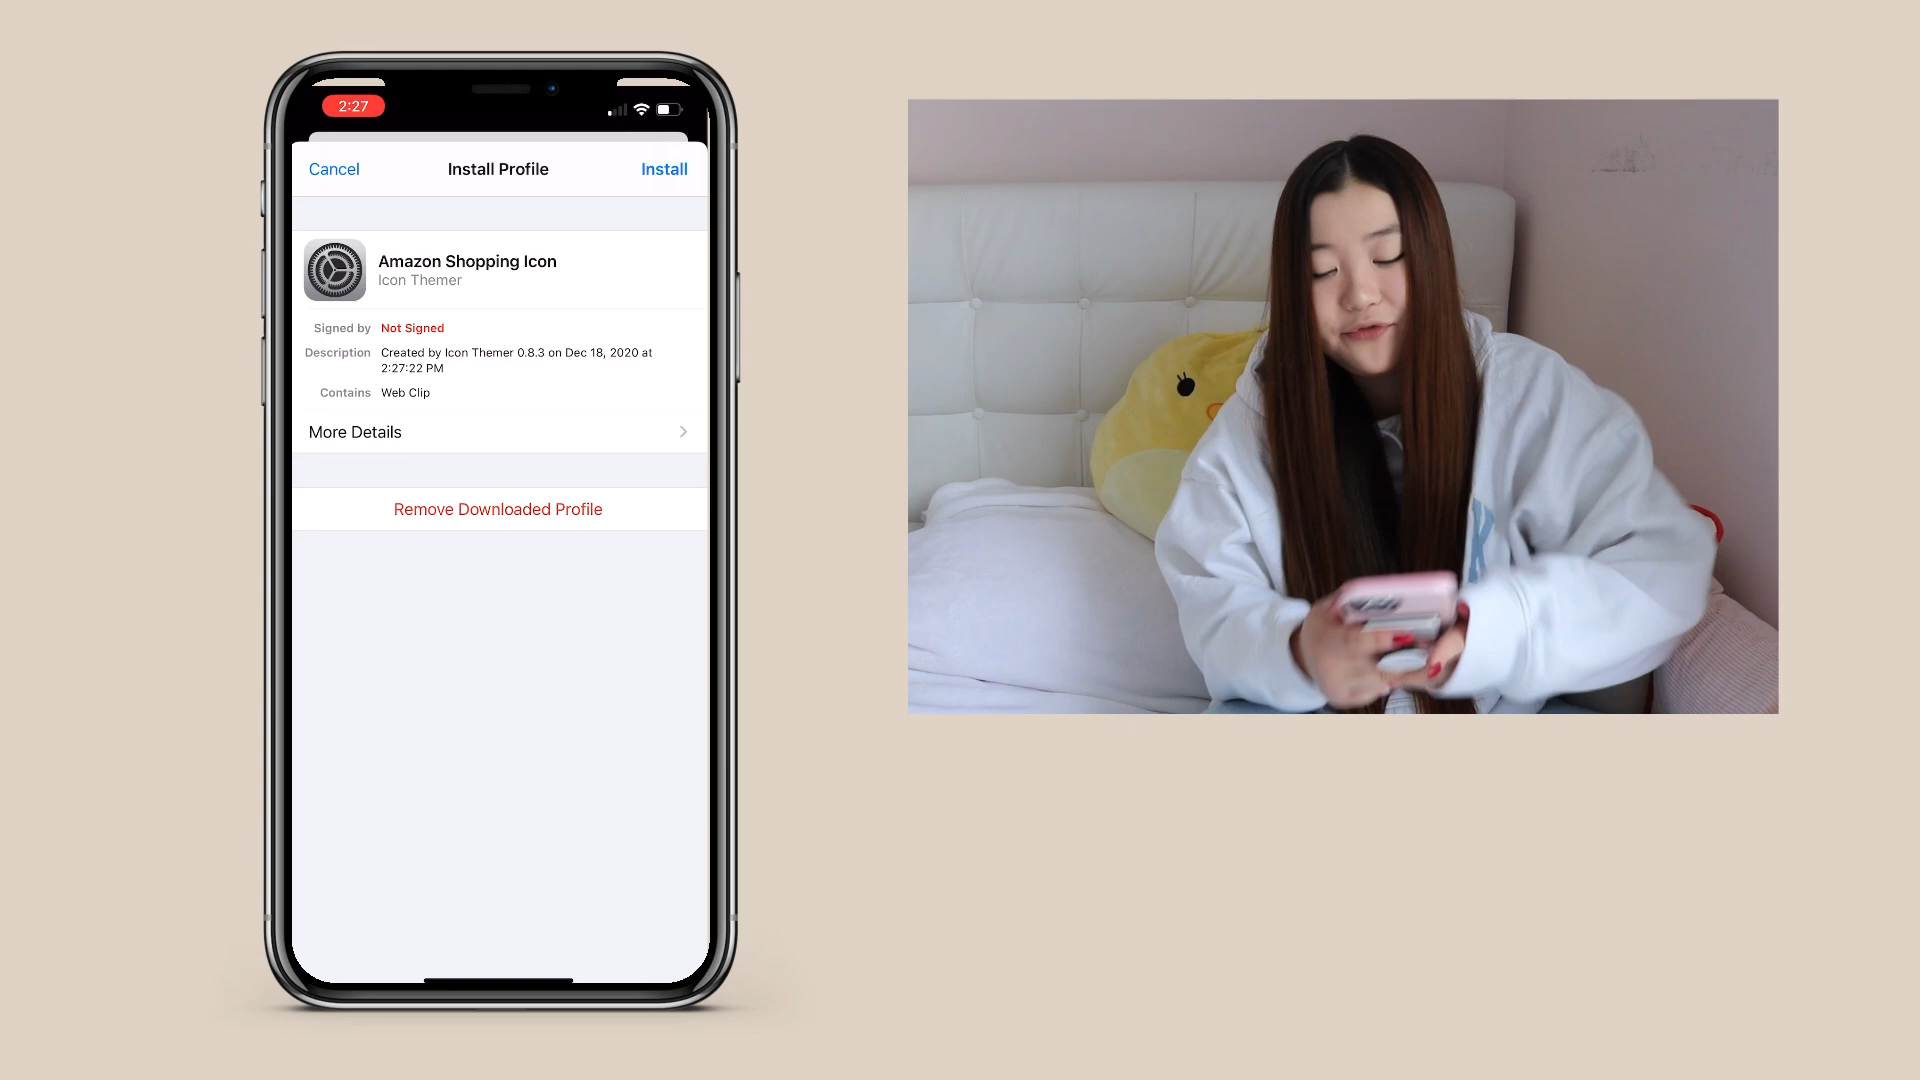 2:27
Cancel
Install Profile
Install
Amazon Shopping Icon
Icon Themer
Signed by Not Signed
Description Created by Icon Themer 0.8.3 on Dec 18, 2020 at
2:27:22 PM
Contains Web Clip
More Details
Remove Downloaded Profile